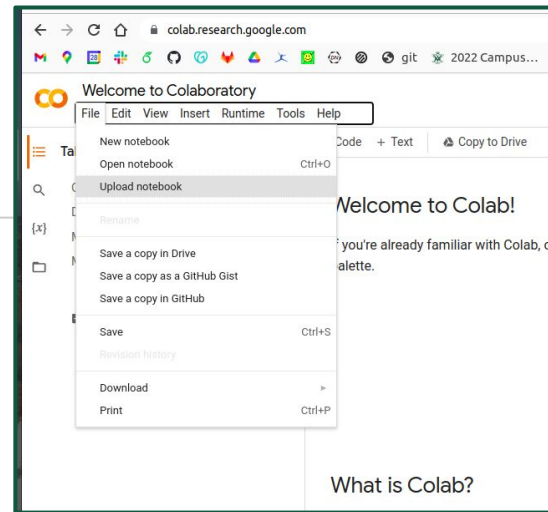 colab.research.google.com
28
git 2022 Campus...
CO Welcome to Colaboratory
File Edit View Insert Runtime Tools Help
Code + Text Copy to Drive
New notebook
Open notebook Ctrl+O
Upload notebook
Rename
Save a copy in Drive
Save a copy as a GitHub Gist
Save a copy in GitHub
Save Ctrl+S
Revision history
Download
Print Ctrl+P
Ta
{x}
Welcome to Colab!
you're already familiar with Colab, c
alette.
What is Colab?